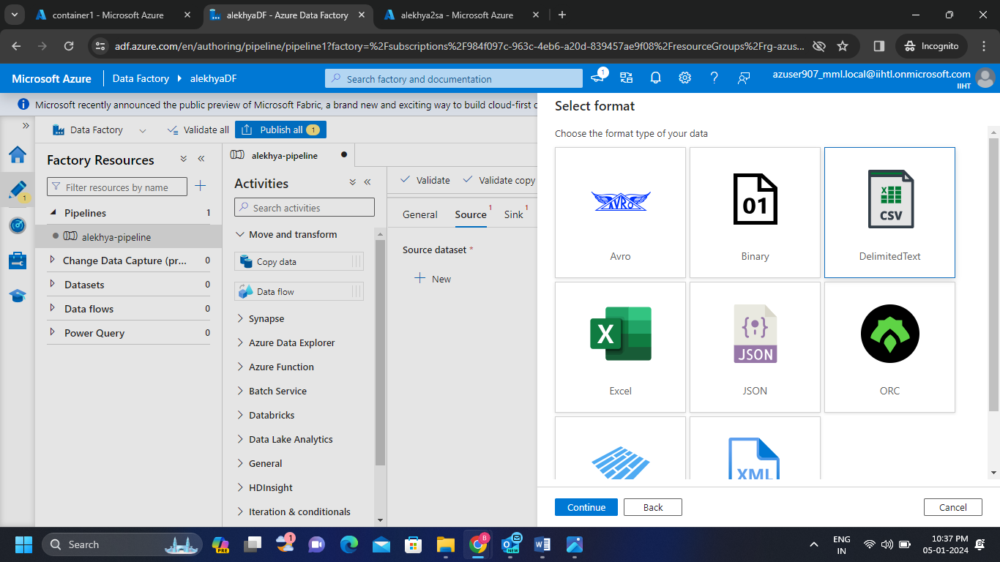 container1 - Microsoft Azure
alekhyaDF - Azure Data Factory
alekhya2sa - Microsoft Azure
adf.azure.com/en/authoring/pipeline/pipeline1?factory=%2Fsubscriptions%2F984f097c-963c-4eb6-a20d-839457ae9f08%2FresourceGroups%2Frg-azus...
Incognito
Microsoft Azure
Data Factory
alekhyaDF
Search factory and documentation
1
azuser907_mml.local@iihtl.onmicrosoft.com
IIHT
Microsoft recently announced the public preview of Microsoft Fabric, a brand new and exciting way to build cloud-first
Data Factory
Validate all
Publish all 1
1
Factory Resources
Filter resources by name
Pipelines 1
alekhya-pipeline
Change Data Capture (pr... 0
Datasets 0
Data flows 0
Power Query 0
alekhya-pipeline
Activities
Search activities
Move and transform
Copy data
Data flow
Synapse
Azure Data Explorer
Azure Function
Batch Service
Databricks
Data Lake Analytics
General
HDInsight
Iteration & conditionals
Validate
Validate copy
General
Source 1
Sink 1
Source dataset *
New
Select format
Choose the format type of your data
AVRO
Avro
01
Binary
X
CSV
DelimitedText
X
Excel
JSON
JSON
ORC
XML
Continue
Back
Cancel
Search
PRE
1
8
NEW
ENG
IN
10:37 PM
05-01-2024